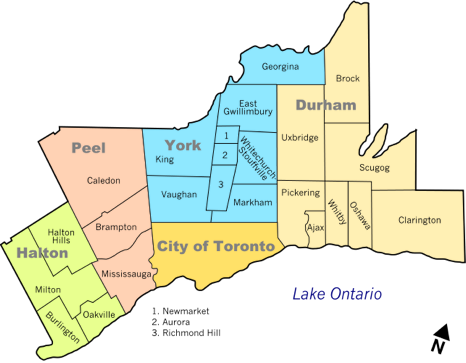 Georgina
Brock
East
Gwillimbury
Durham
1
Uxbridge
Peel
York
King
2
Whitechurch
Stouffville
Scugog
Caledon
3
Vaughan
Markham
Pickering
Whitby
Oshawa
Clarington
Ajax
Brampton
Halton
Hills
Halton
City of Toronto
Mississauga
Milton
Oakville
Burlington
Lake Ontario
1. Newmarket
2. Aurora
3. Richmond Hill
N